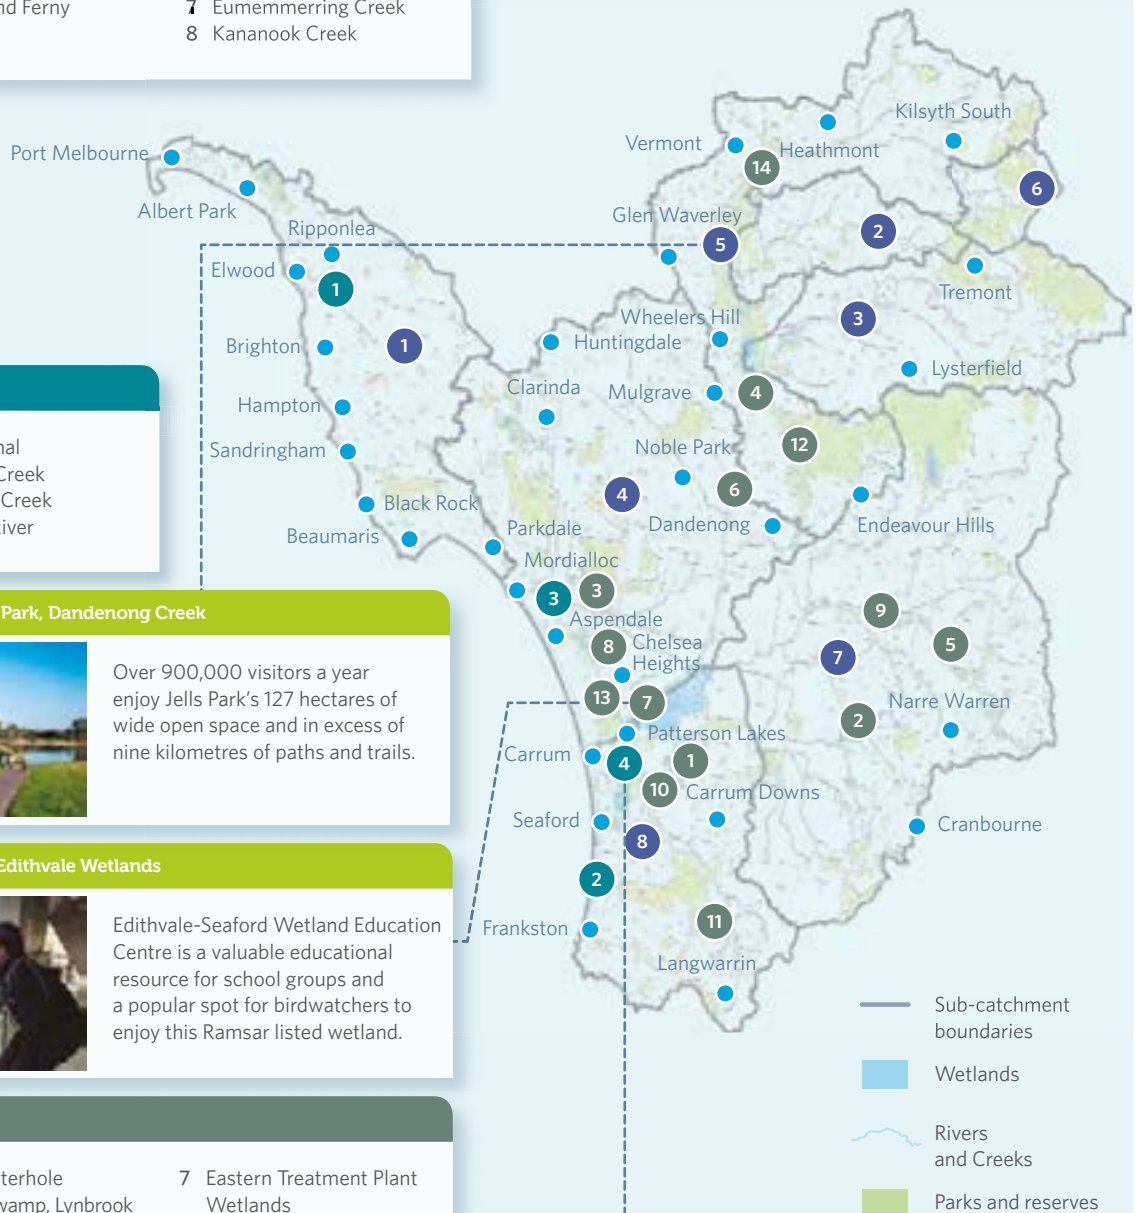 nd Ferny
7 Eumemmerring Creek
8 Kananook Creek
Kilsyth South
Vermont
Heathmont
Port Melbourne
14
6
Albert Park
Glen Waverley
Ripponlea
2
5
Elwood
Tremont
1
Wheelers Hill
3
Brighton
1
Huntingdale
Lysterfield
Clarinda
Mulgrave
4
Hampton
Sandringham
Noble Park
12
4
6
Black Rock
Dandenong
Endeavour Hills
Beaumaris
Parkdale
Mordialloc
3
3
Aspendale
9
8
Chelsea
Heights
5
7
13
7
Narre Warren
2
Patterson Lakes
Carrum
4
1
10
Carrum Downs
Seaford
Cranbourne
8
2
11
Frankston
Langwarrin
nal
Creek
Creek
iver
Park, Dandenong Creek
Over 900,000 visitors a year
enjoy Jells Park's 127 hectares of
wide open space and in excess of
nine kilometres of paths and trails.
Edithvale Wetlands
Edithvale-Seaford Wetland Education
Centre is a valuable educational
resource for school groups and
a popular spot for birdwatchers to
enjoy this Ramsar listed wetland.
terhole
wamp, Lynbrook
7 Eastern Treatment Plant
Wetlands
Sub-catchment
boundaries
Wetlands
Rivers
and Creeks
Parks and reserves